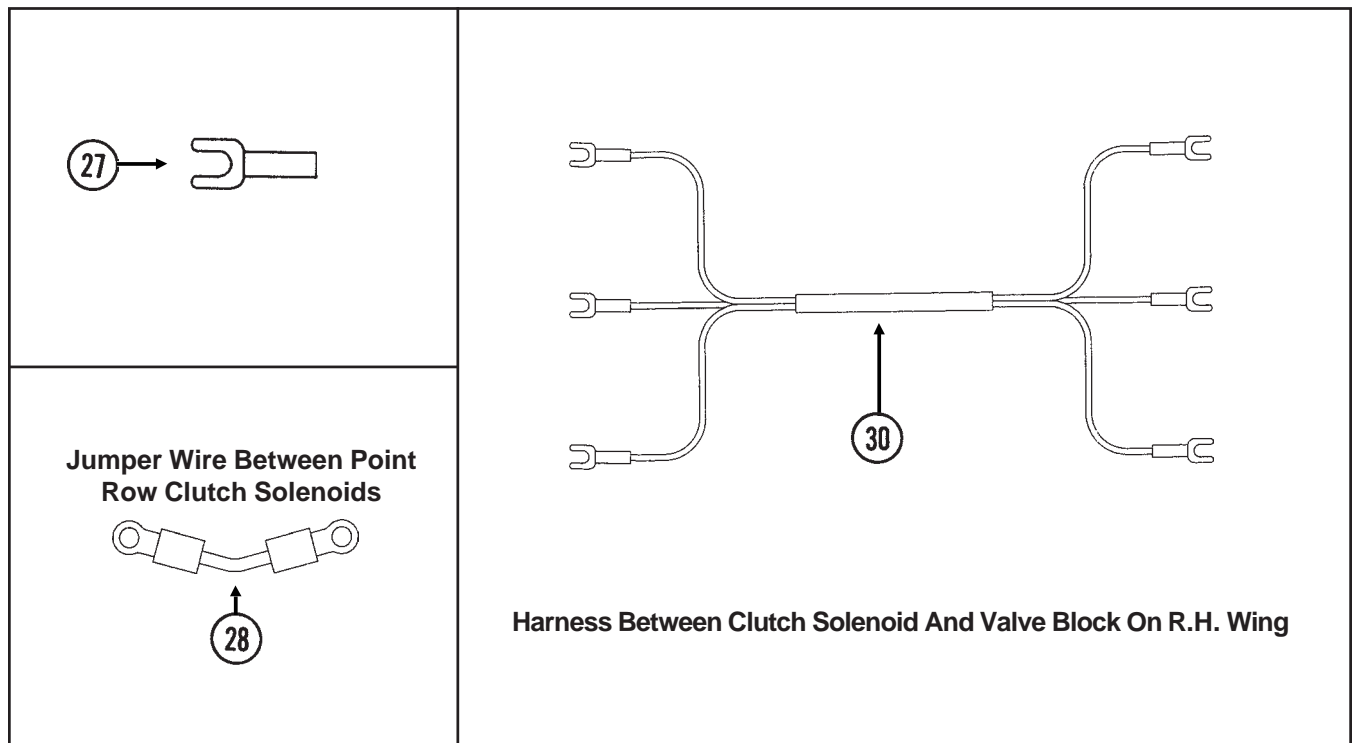 27
Jumper Wire Between Point
Row Clutch Solenoids
28
30
Harness Between Clutch Solenoid And Valve Block On R.H. Wing